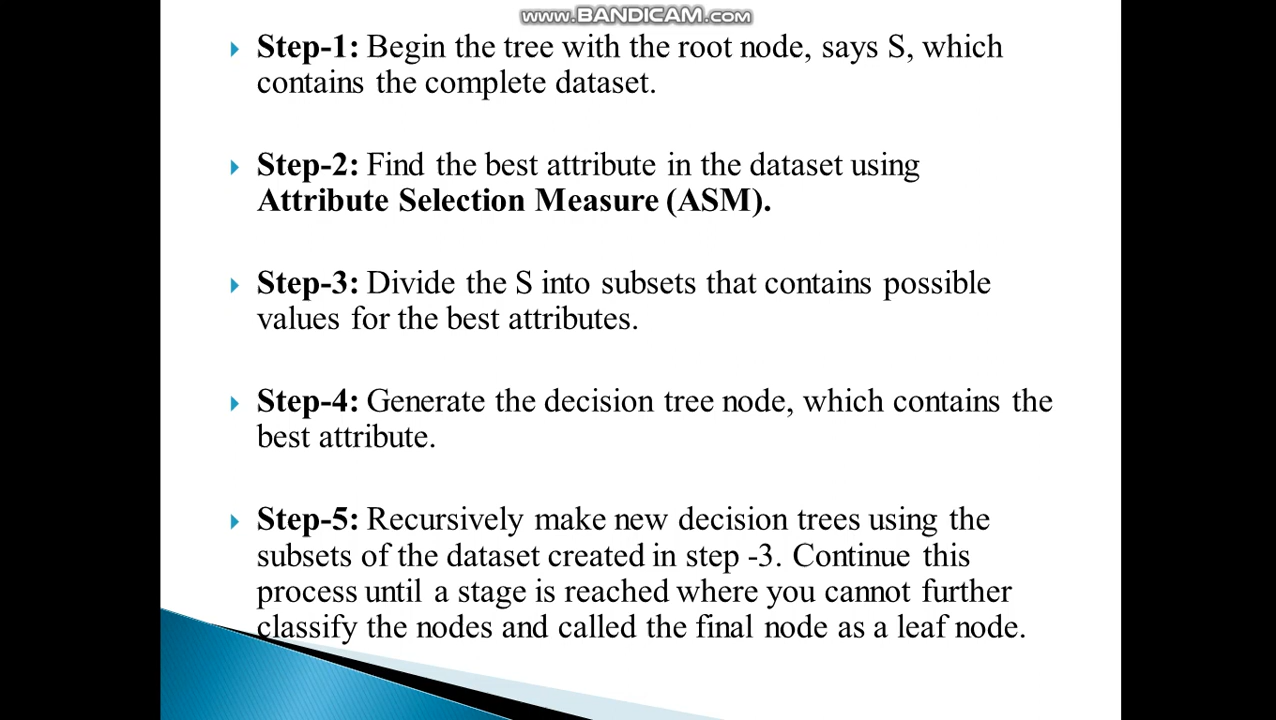 www.BANDICAM.com
Step-1: Begin the tree with the root node, says S, which
contains the complete dataset.
Step-2: Find the best attribute in the dataset using
Attribute Selection Measure (ASM).
Step-3: Divide the S into subsets that contains possible
values for the best attributes.
Step-4: Generate the decision tree node, which contains the
best attribute.
Step-5: Recursively make new decision trees using the
subsets of the dataset created in step -3. Continue this
process until a stage is reached where you cannot further
classify the nodes and called the final node as a leaf node.